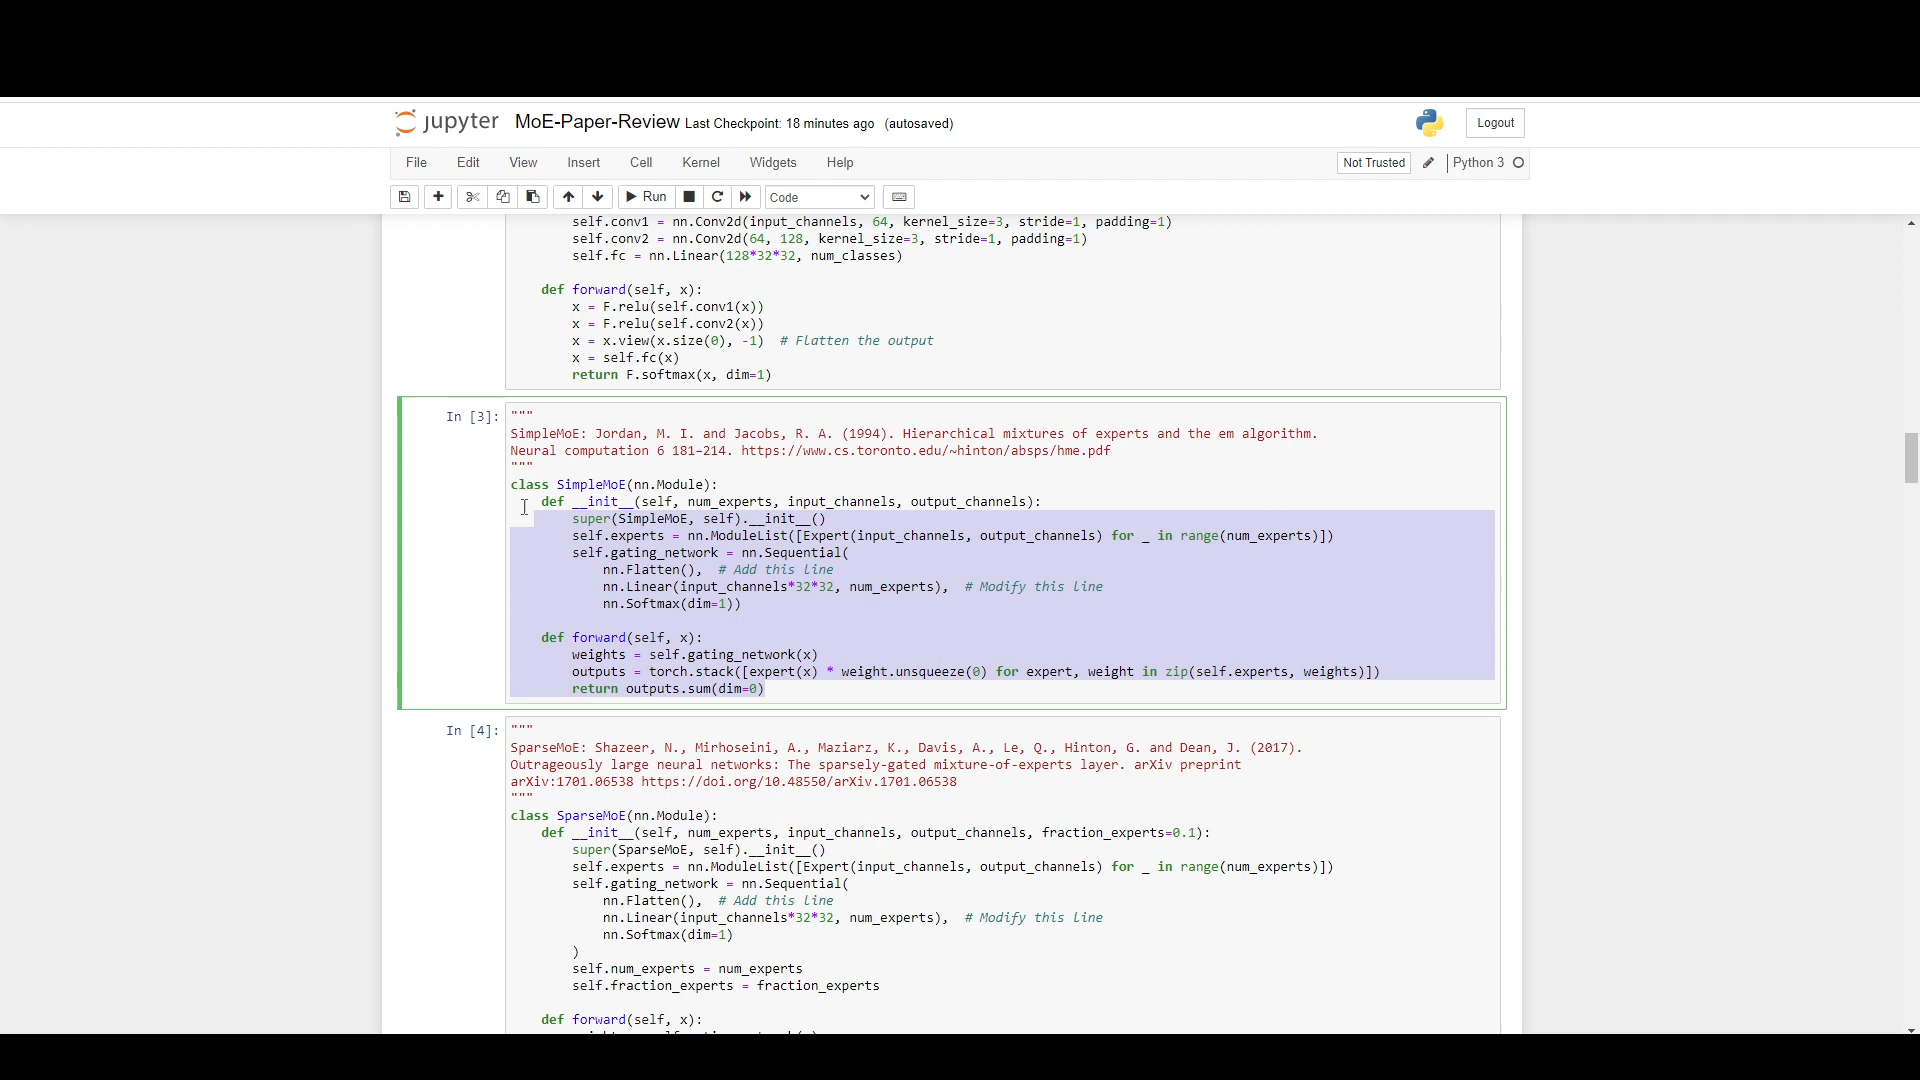 jupyter MoE-Paper-Review Last Checkpoint: 18 minutes ago (autosaved) Logout
File Edit View Insert Cell Kernel Widgets Help Not Trusted Python 3
Run Code
self.conv1 = nn.Conv2d(input_channels, 64, kernel_size=3, stride=1, padding=1)
self.conv2 = nn.Conv2d(64, 128, kernel_size=3, stride=1, padding=1)
self.fc = nn.Linear(128*32*32, num_classes)
def forward(self, x):
x = F.relu(self.conv1(x))
x = F.relu(self.conv2(x))
x = x.view(x.size(0), -1)  # Flatten the output
x = self.fc(x)
return F.softmax(x, dim=1)
In [3]: """
SimpleMoE: Jordan, M. I. and Jacobs, R. A. (1994). Hierarchical mixtures of experts and the em algorithm.
Neural computation 6 181–214. https://www.cs.toronto.edu/~hinton/absps/hme.pdf
"""
class SimpleMoE(nn.Module):
def __init__(self, num_experts, input_channels, output_channels):
super(SimpleMoE, self).__init__()
self.experts = nn.ModuleList([Expert(input_channels, output_channels) for _ in range(num_experts)])
self.gating_network = nn.Sequential(
nn.Flatten(),  # Add this line
nn.Linear(input_channels*32*32, num_experts),  # Modify this line
nn.Softmax(dim=1))
def forward(self, x):
weights = self.gating_network(x)
outputs = torch.stack([expert(x) * weight.unsqueeze(0) for expert, weight in zip(self.experts, weights)])
return outputs.sum(dim=0)
In [4]: """
SparseMoE: Shazeer, N., Mirhoseini, A., Maziarz, K., Davis, A., Le, Q., Hinton, G. and Dean, J. (2017).
Outrageously large neural networks: The sparsely-gated mixture-of-experts layer. arXiv preprint
arXiv:1701.06538 https://doi.org/10.48550/arXiv.1701.06538
"""
class SparseMoE(nn.Module):
def __init__(self, num_experts, input_channels, output_channels, fraction_experts=0.1):
super(SparseMoE, self).__init__()
self.experts = nn.ModuleList([Expert(input_channels, output_channels) for _ in range(num_experts)])
self.gating_network = nn.Sequential(
nn.Flatten(),  # Add this line
nn.Linear(input_channels*32*32, num_experts),  # Modify this line
nn.Softmax(dim=1)
)
self.num_experts = num_experts
self.fraction_experts = fraction_experts
def forward(self, x):